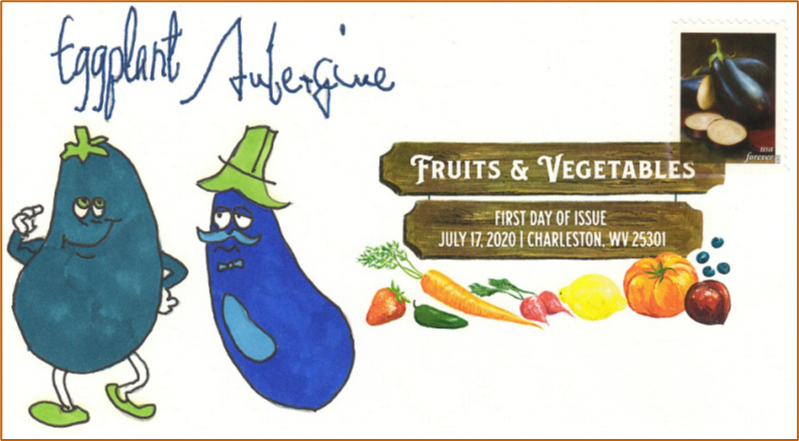 Eggplant Aubergine
usa
forever
FRUITS & VEGETABLES
FIRST DAY OF ISSUE
JULY 17, 2020 | CHARLESTON, WV 25301